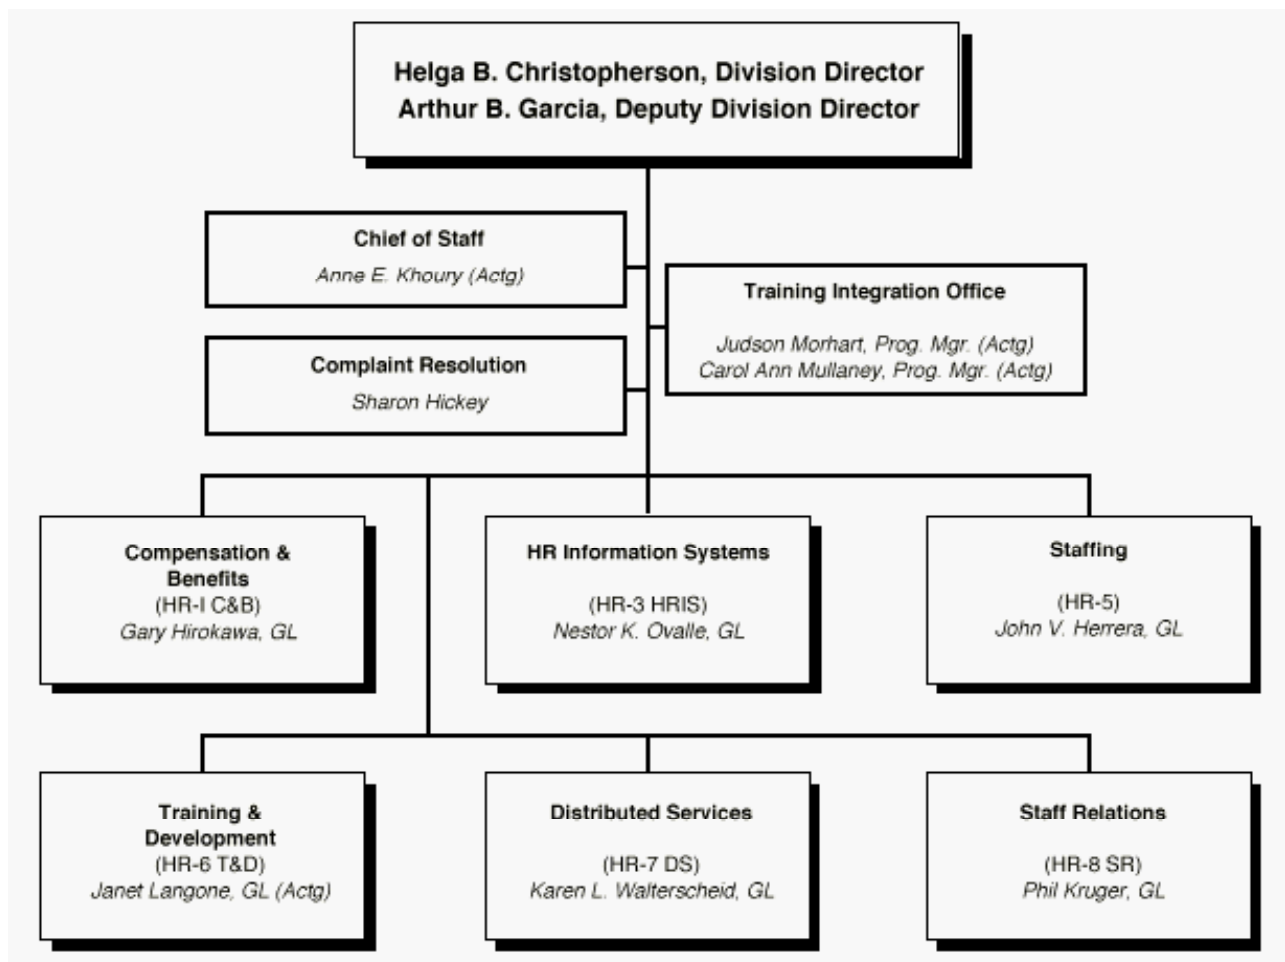 Helga B. Christopherson, Division Director
Arthur B. Garcia, Deputy Division Director
Chief of Staff
Anne E. Khoury (Actg)
Training Integration Office
Judson Morhart, Prog. Mgr. (Actg)
Carol Ann Mullaney, Prog. Mgr. (Actg)
Complaint Resolution
Sharon Hickey
Compensation &
Benefits
(HR-I C&B)
Gary Hirokawa, GL
HR Information Systems
(HR-3 HRIS)
Nestor K. Ovalle, GL
Staffing
(HR-5)
John V. Herrera, GL
Training &
Development
(HR-6 T&D)
Janet Langone, GL (Actg)
Distributed Services
(HR-7 DS)
Karen L. Walterscheid, GL
Staff Relations
(HR-8 SR)
Phil Kruger, GL